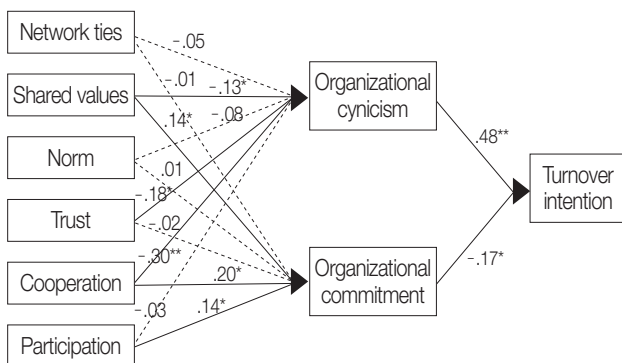 Network ties
Shared values
Norm
Trust
Cooperation
Participation
-.05
-.01
-.13*
.14*
-.08
.01
-.18*
-.02
-.30**
.20*
-.03
.14*
Organizational
cynicism
Organizational
commitment
.48**
-.17*
Turnover
intention